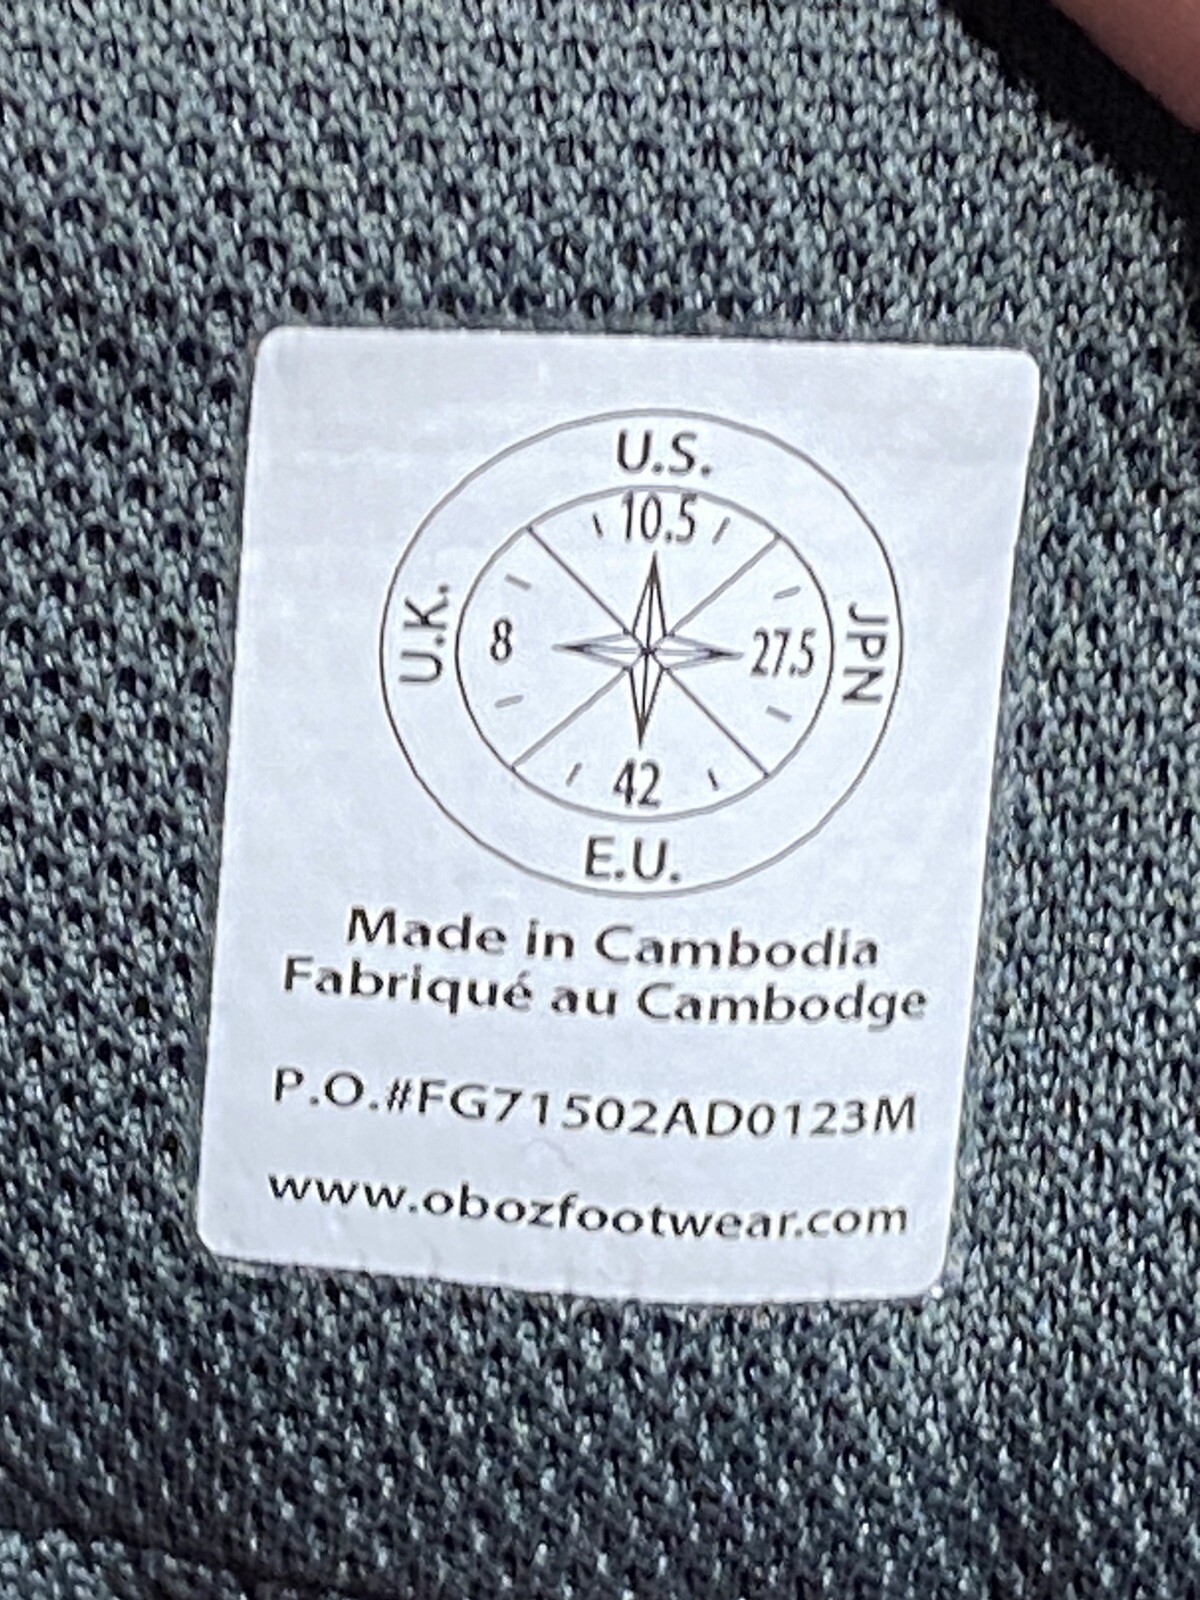 U.S.
10.5
U.K.
8
27.5
JPN
42
E.U.
Made in Cambodia
Fabriqué au Cambodge
P.O.#FG71502AD0123M
www.obozfootwear.com